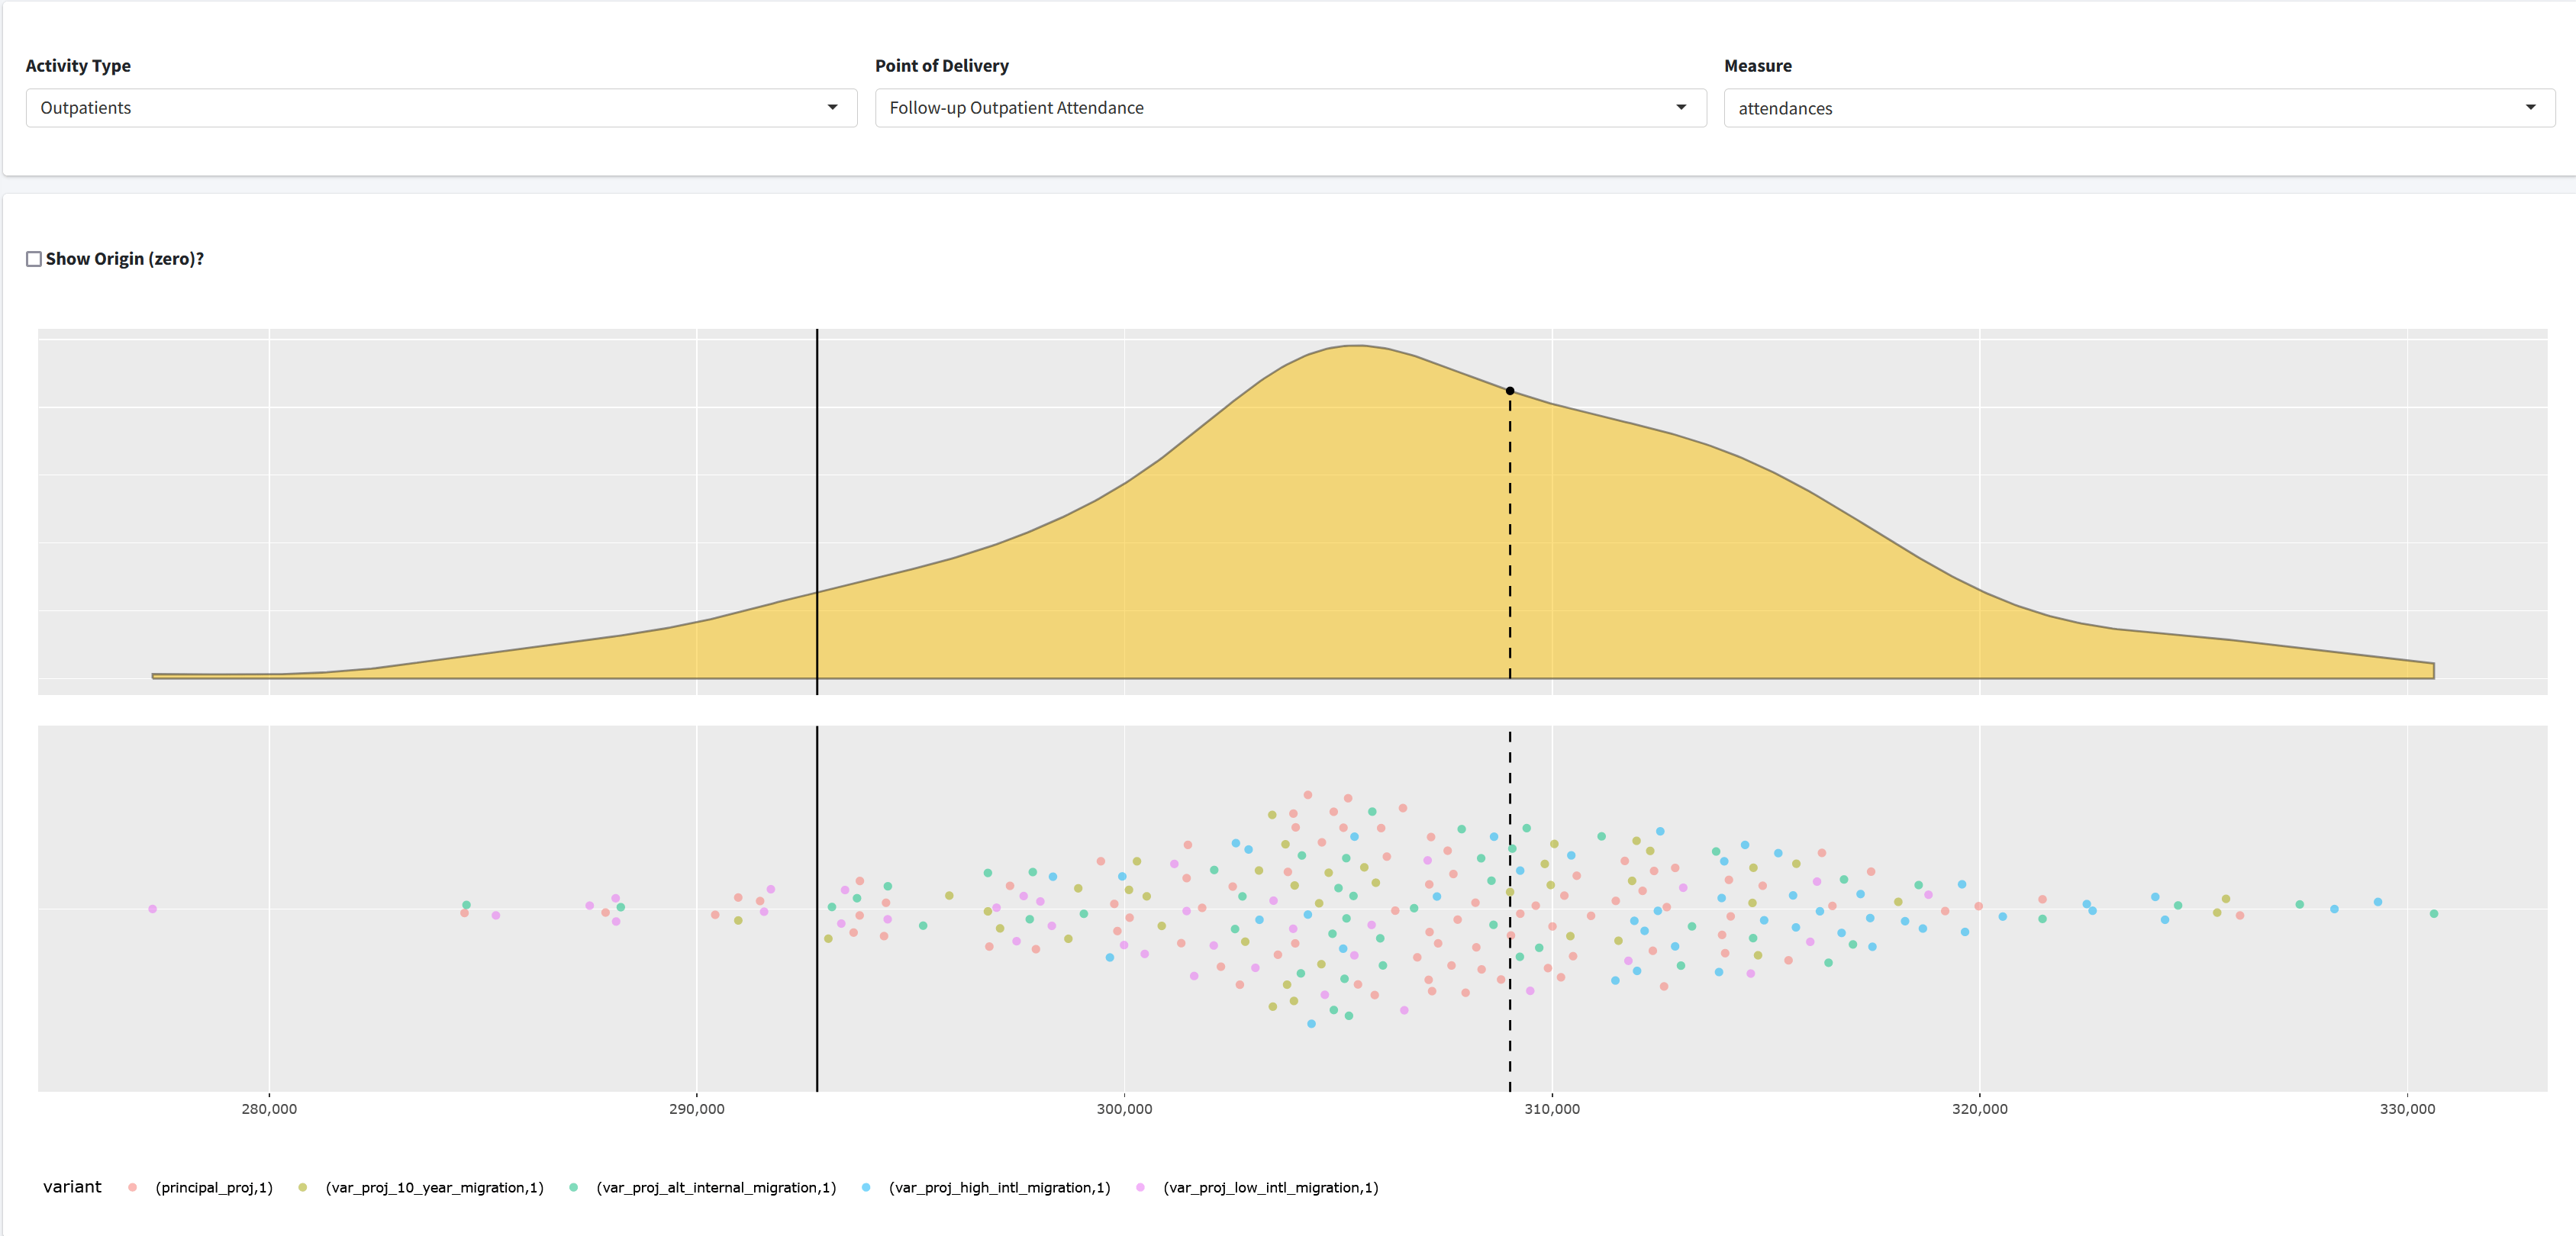 Activity Type
Point of Delivery
Measure
Outpatients
Follow-up Outpatient Attendance
attendances
Show Origin (zero)?
280,000
290,000
300,000
310,000
320,000
330,000
variant
(principal_proj,1)
(var_proj_10_year_migration,1)
(var_proj_alt_internal_migration,1)
(var_proj_high_intl_migration,1)
(var_proj_low_intl_migration,1)